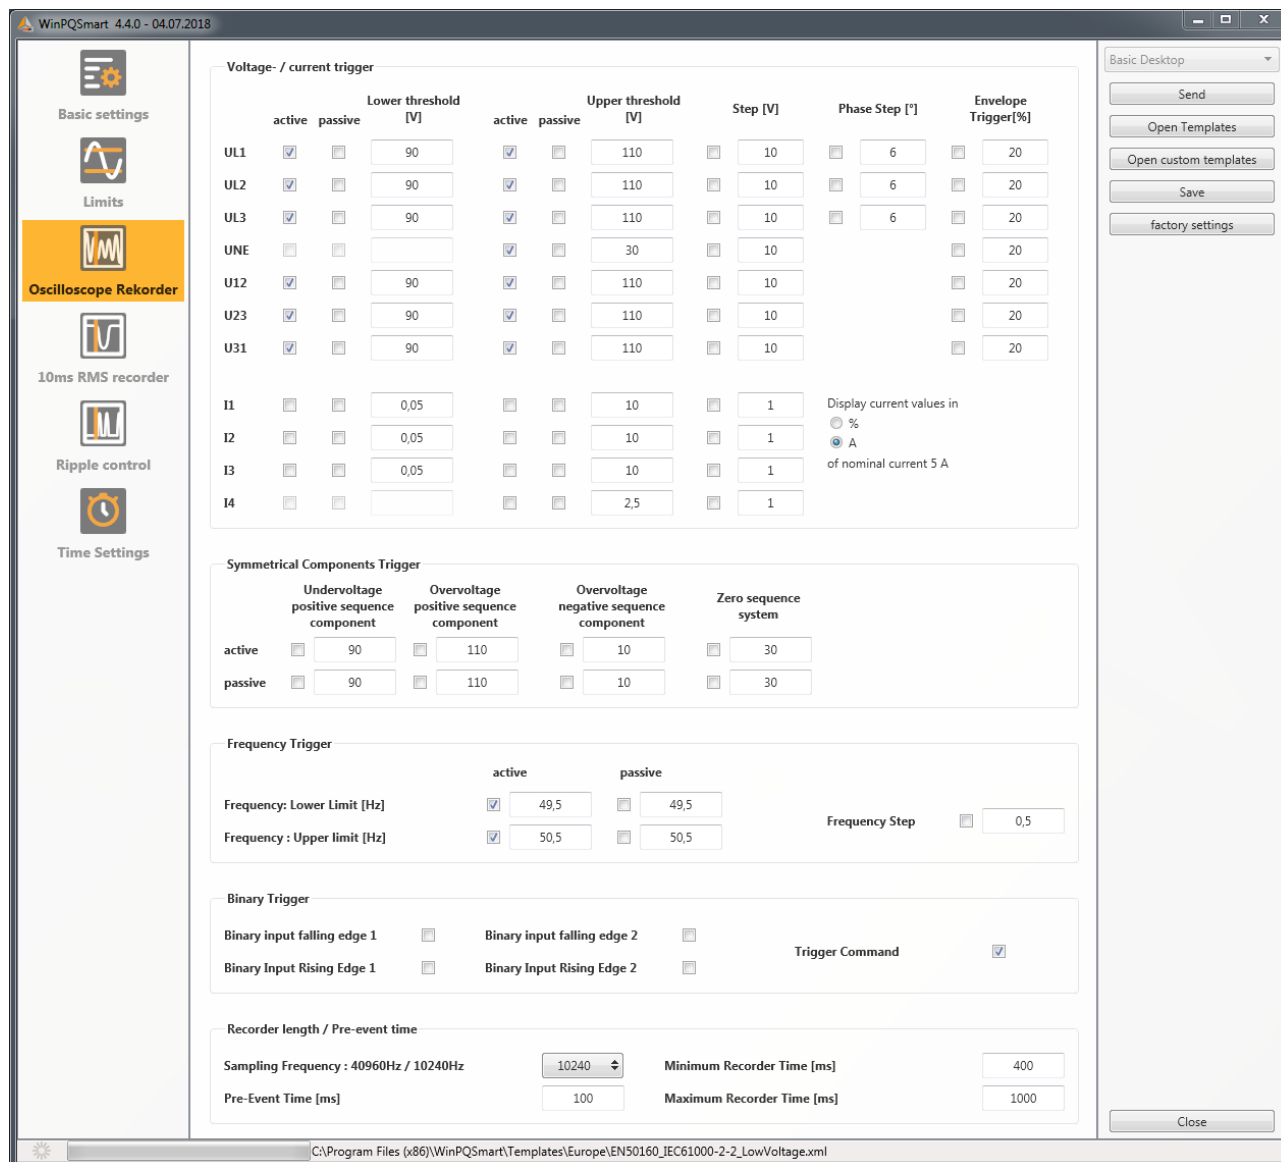 WinPQSmart 4.4.0 - 04.07.2018
Basic settings
Limits
Oscilloscope Rekorder
10ms RMS recorder
Ripple control
Time Settings
Voltage- / current trigger
active passive Lower threshold [V] active passive Upper threshold [V] Step [V] Phase Step [°] Envelope Trigger[%]
UL1 90 110 10 6 20
UL2 90 110 10 6 20
UL3 90 110 10 6 20
UNE 30 10 20
U12 90 110 10 20
U23 90 110 10 20
U31 90 110 10 20
I1 0,05 10 1
I2 0,05 10 1
I3 0,05 10 1
I4 2,5 1
Display current values in
%
A
of nominal current 5 A
Symmetrical Components Trigger
Undervoltage positive sequence component
Overvoltage positive sequence component
Overvoltage negative sequence component
Zero sequence system
active 90 110 10 30
passive 90 110 10 30
Frequency Trigger
active passive
Frequency: Lower Limit [Hz] 49,5 49,5
Frequency : Upper limit [Hz] 50,5 50,5
Frequency Step 0,5
Binary Trigger
Binary input falling edge 1 Binary input falling edge 2
Binary Input Rising Edge 1 Binary Input Rising Edge 2
Trigger Command
Recorder length / Pre-event time
Sampling Frequency : 40960Hz / 10240Hz 10240 Minimum Recorder Time [ms] 400
Pre-Event Time [ms] 100 Maximum Recorder Time [ms] 1000
Basic Desktop
Send
Open Templates
Open custom templates
Save
factory settings
Close
C:\Program Files (x86)\WinPQSmart\Templates\Europe\EN50160_IEC61000-2-2_LowVoltage.xml